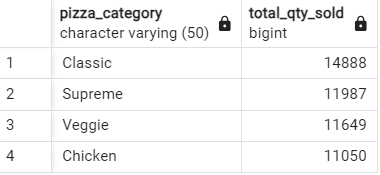 pizza_category total_qty_sold
character varying (50) bigint
1 Classic 14888
2 Supreme 11987
3 Veggie 11649
4 Chicken 11050